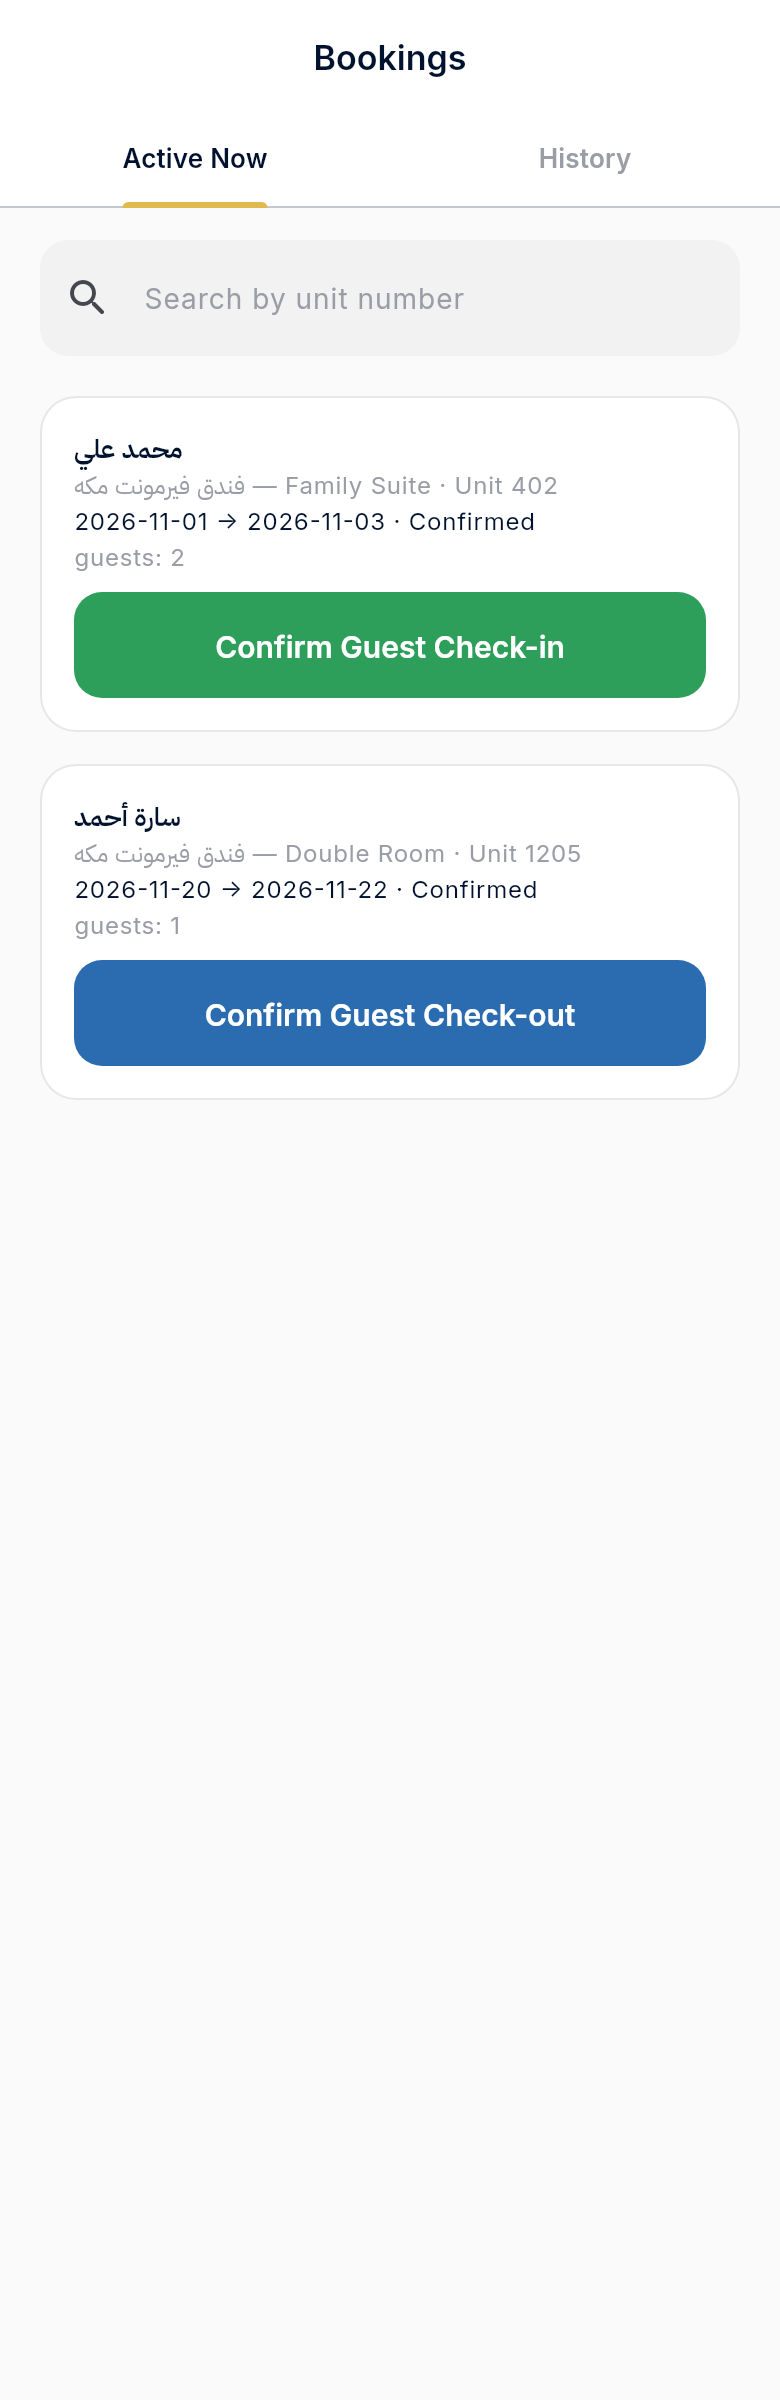 Bookings
Active Now
History
Search by unit number
محمد علي
فندق فيرمونت مكه — Family Suite · Unit 402
2026-11-01 → 2026-11-03 · Confirmed
guests: 2
Confirm Guest Check-in
سارة أحمد
فندق فيرمونت مكه — Double Room · Unit 1205
2026-11-20 → 2026-11-22 · Confirmed
guests: 1
Confirm Guest Check-out